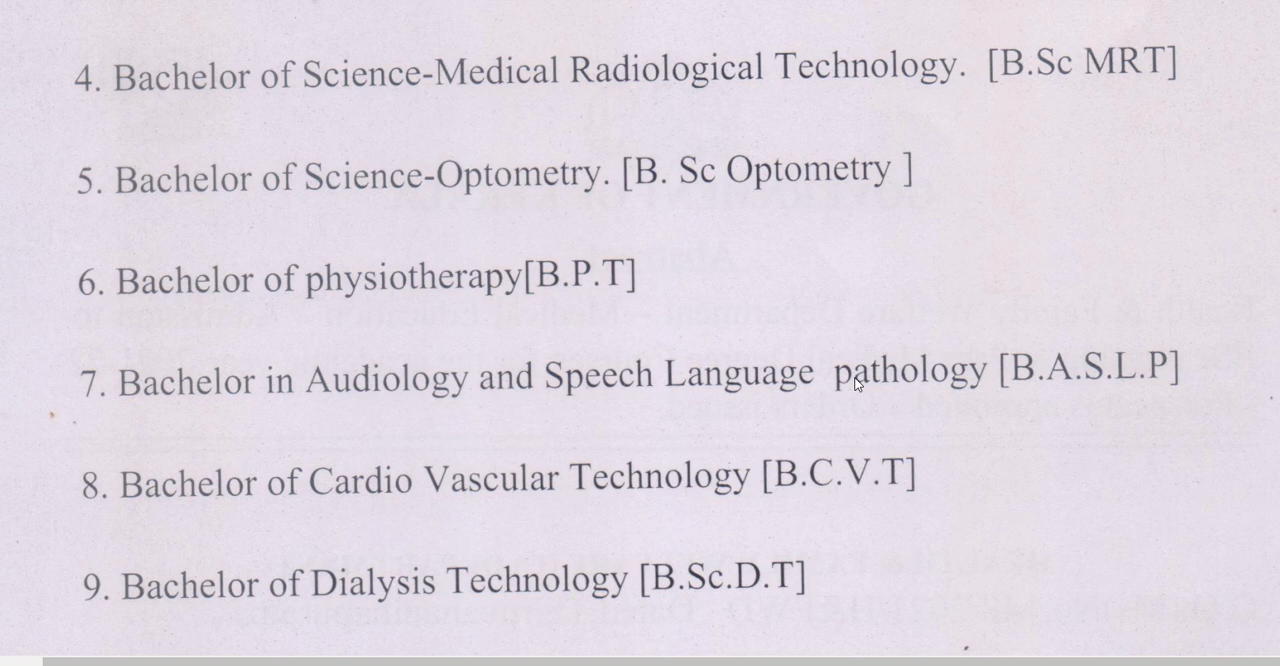 4. Bachelor of Science-Medical Radiological Technology. [B.Sc MRT]
5. Bachelor of Science-Optometry. [B. Sc Optometry ]
6. Bachelor of physiotherapy[B.P.T]
7. Bachelor in Audiology and Speech Language pathology [B.A.S.L.P]
8. Bachelor of Cardio Vascular Technology [B.C.V.T]
9. Bachelor of Dialysis Technology [B.Sc.D.T]